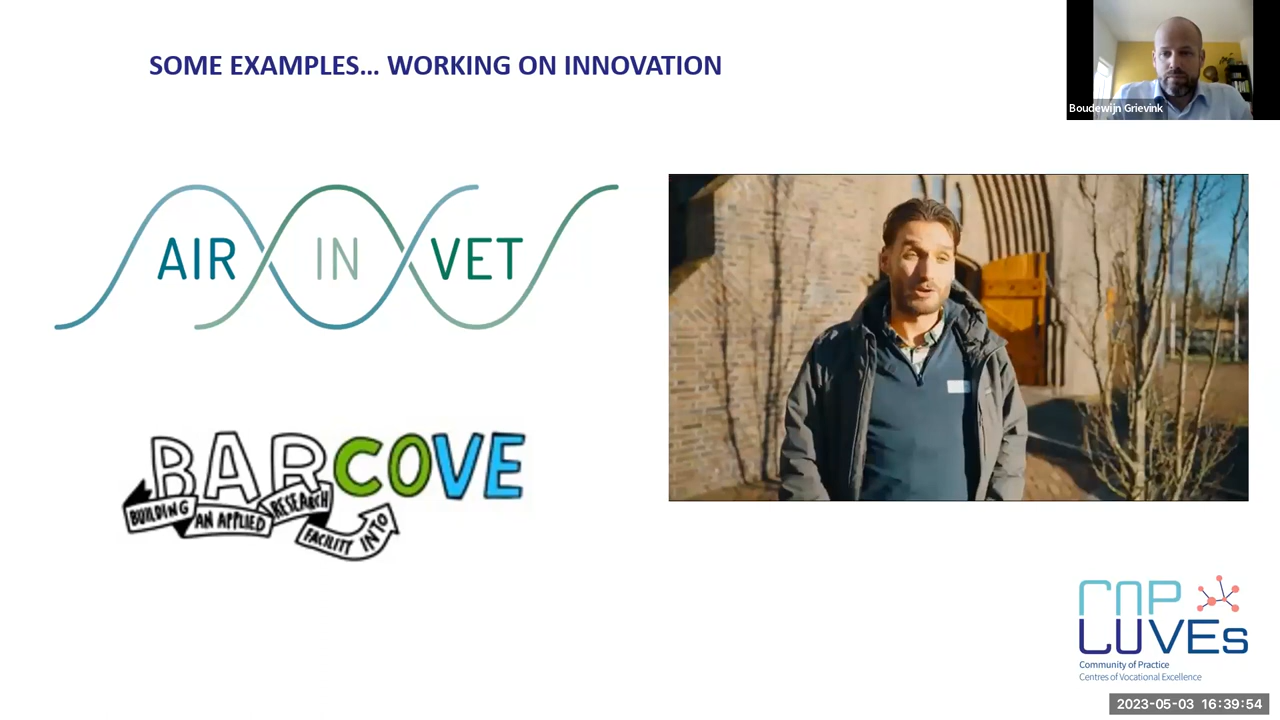 SOME EXAMPLES... WORKING ON INNOVATION
Boudewijn Grievink
AIR IN VET
BARCOVE
BUILDING AN APPLIED RESEARCH FACILITY INTO
COP
COVEs
Community of Practice
Centres of Vocational Excellence
2023-05-03 16:39:54